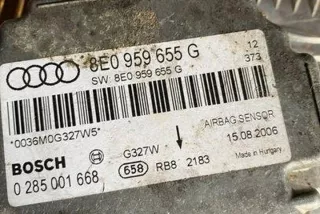 8E0 959 655 G
12
SW. 8E0 959 655 G
373
*0036M0G327W5*
AIRBAG SENSOR
BOSCH
G327W
15.08.2006
0 285 001 668
658
RB8 2183
Made in Hungary